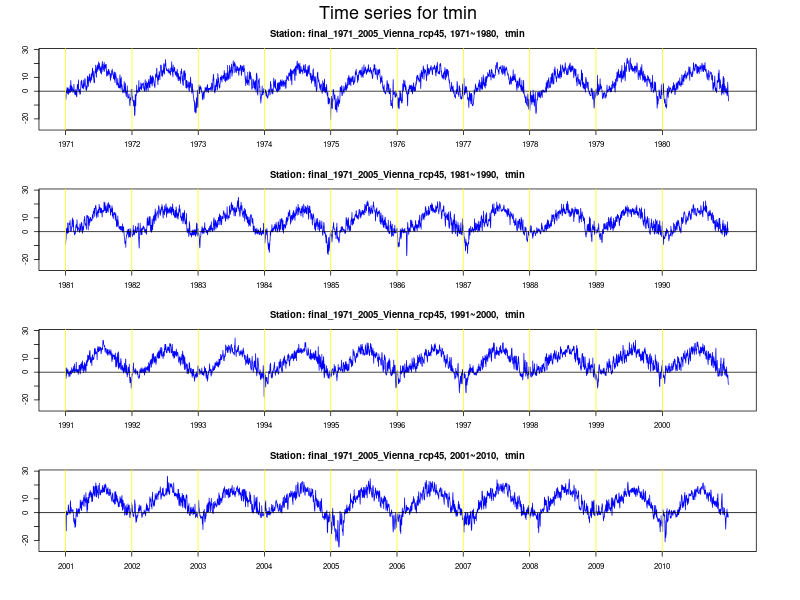 Time series for tmin
Station: final_1971_2005_Vienna_rcp45, 1971~1980, tmin
30
10
0
-20
1971 1972 1973 1974 1975 1976 1977 1978 1979 1980
Station: final_1971_2005_Vienna_rcp45, 1981~1990, tmin
30
10
0
-20
1981 1982 1983 1984 1985 1986 1987 1988 1989 1990
Station: final_1971_2005_Vienna_rcp45, 1991~2000, tmin
30
10
0
-20
1991 1992 1993 1994 1995 1996 1997 1998 1999 2000
Station: final_1971_2005_Vienna_rcp45, 2001~2010, tmin
30
10
0
-20
2001 2002 2003 2004 2005 2006 2007 2008 2009 2010